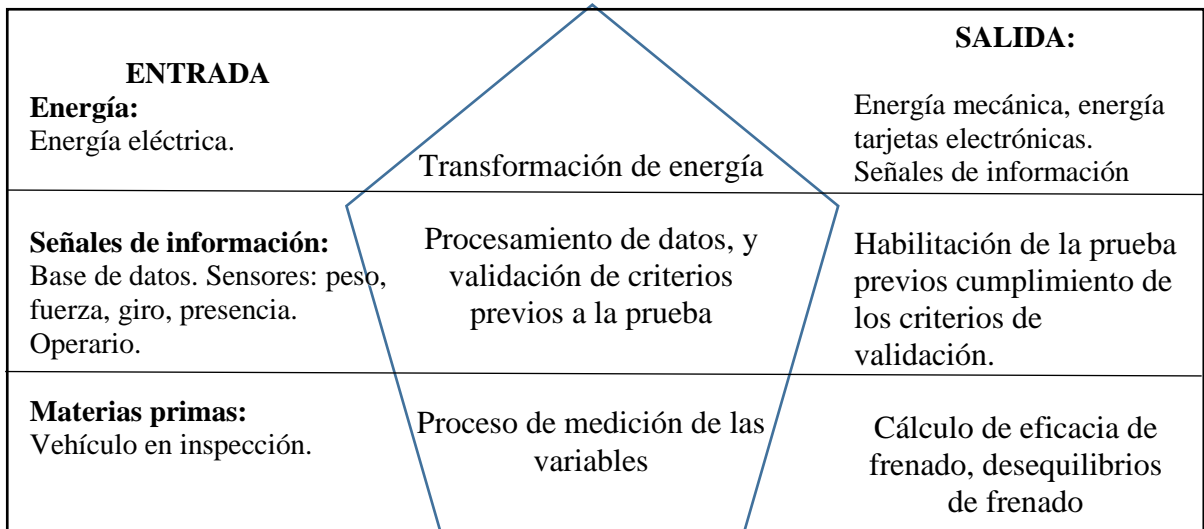 ENTRADA
Energía:
Energía eléctrica.
Transformación de energía
SALIDA:
Energía mecánica, energía
tarjetas electrónicas.
Señales de información
Señales de información:
Base de datos. Sensores: peso,
fuerza, giro, presencia.
Operario.
Procesamiento de datos, y
validación de criterios
previos a la prueba
Habilitación de la prueba
previos cumplimiento de
los criterios de
validación.
Materias primas:
Vehículo en inspección.
Proceso de medición de las
variables
Cálculo de eficacia de
frenado, desequilibrios
de frenado